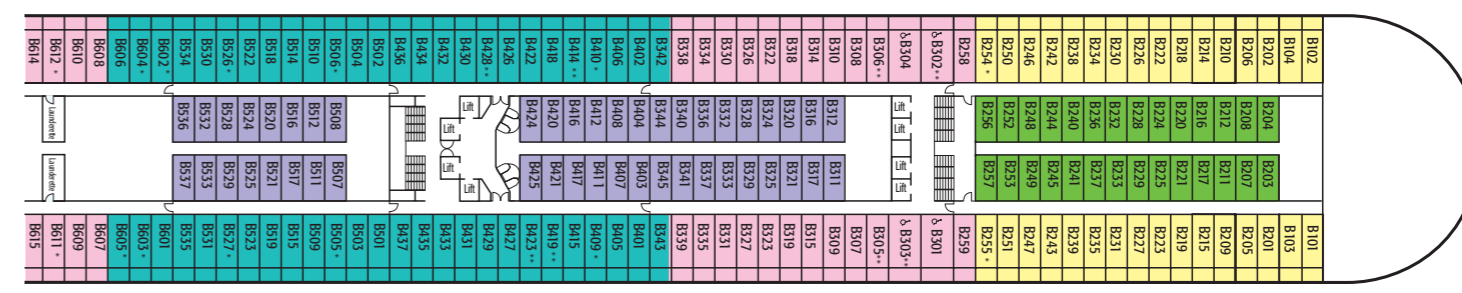 B614 B612 * B610 B608 B606 B604 * B602 * B534 B530 B526 * B522 B518 B514 B510 B506 * B504 B502 B436 B434 B432 B430 B428 ** B426 B422 B418 B414 ** B410 * B406 B402 B342 B338 B334 B330 B326 B322 B318 B314 B310 B308 B306 ** B304 B302 ** B258 B254 * B250 B246 B242 B238 B234 B230 B226 B222 B218 B214 B210 B206 B202 B104 B102
Launderette B536 B532 B528 B524 B520 B516 B512 B508 Lift Lift B424 B420 B416 B412 B408 B404 B344 B340 B336 B332 B328 B324 B320 B316 B312 Lift Lift B256 B252 B248 B244 B240 B236 B232 B228 B224 B220 B216 B212 B208 B204
Launderette B537 B533 B529 B525 B521 B517 B511 B507 Lift Lift B425 B421 B417 B411 B407 B403 B345 B341 B337 B333 B329 B325 B321 B317 B311 Lift Lift B257 B253 B249 B245 B241 B237 B233 B229 B225 B221 B217 B211 B207 B203
B615 B611 * B609 B607 B605 * B603 * B601 B535 B531 B527 * B523 B519 B515 B509 B505 * B503 B501 B437 B435 B433 B431 B429 B427 B423 ** B419 ** B409 * B405 B401 B343 B339 B335 B331 B327 B323 B319 B315 B309 B307 B305 ** B303 ** B301 B259 B255 * B251 B247 B243 B239 B235 B231 B227 B223 B219 B215 B209 B205 B201 B103 B101